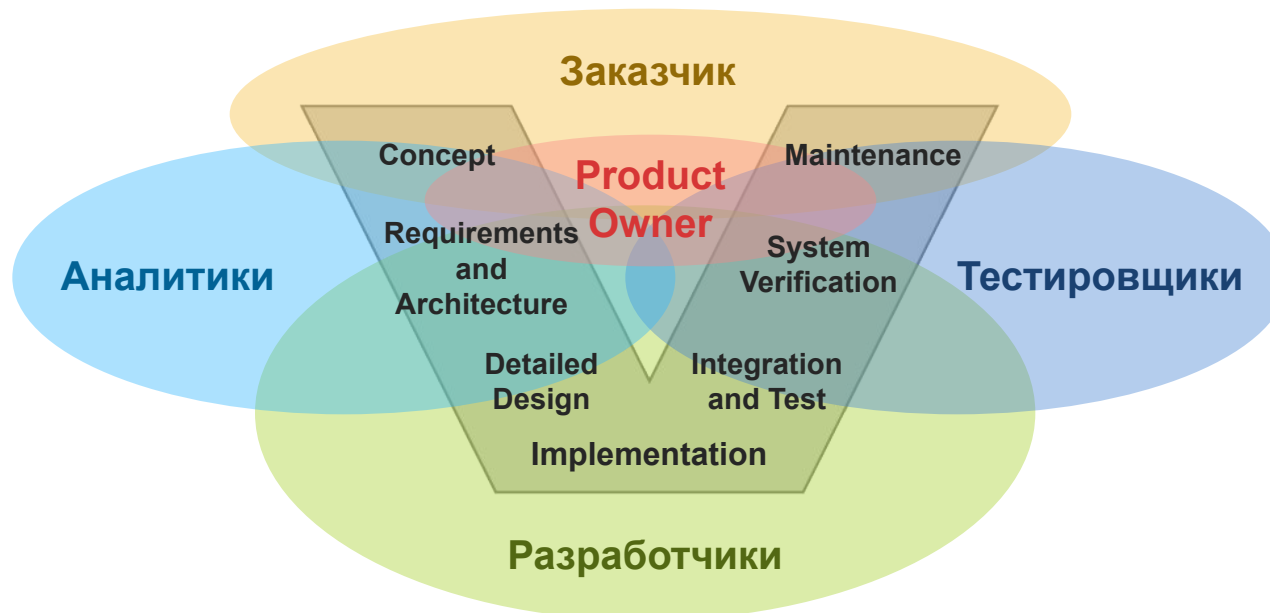 Заказчик
Concept
Product
Owner
Maintenance
Requirements
and
Architecture
System
Verification
Аналитики
Тестировщики
Detailed
Design
Integration
and Test
Implementation
Разработчики